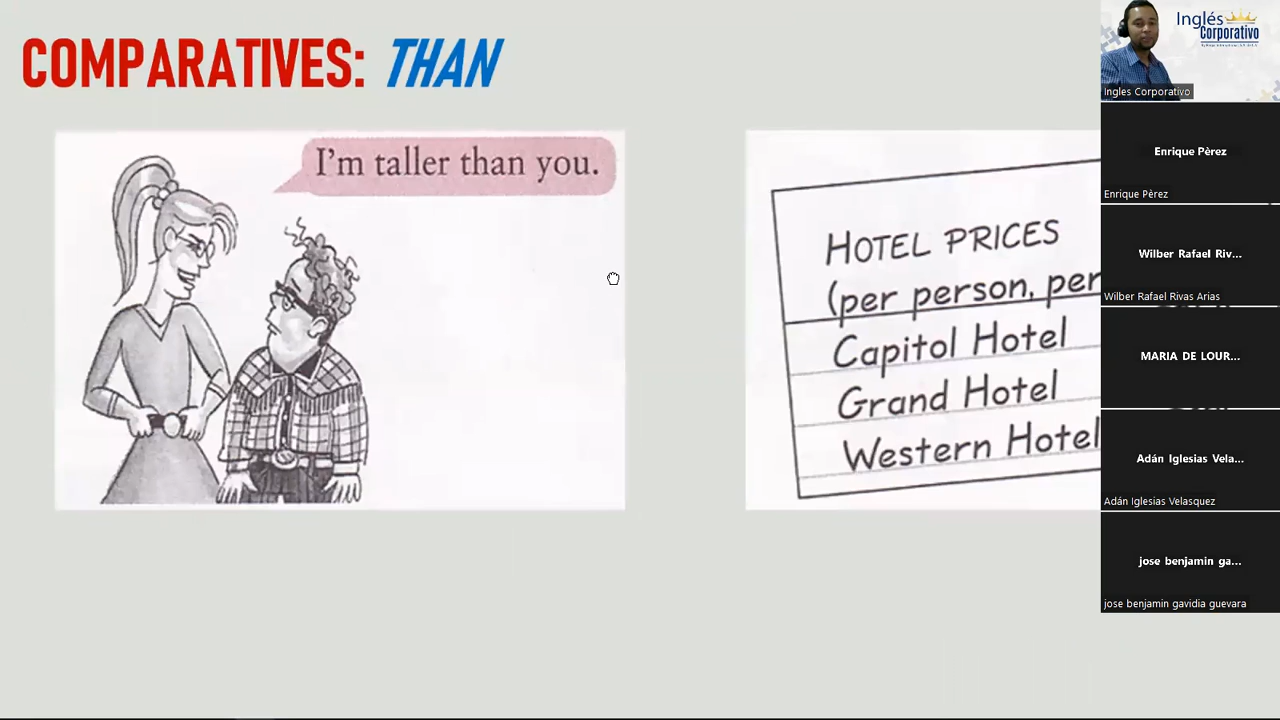 COMPARATIVES: THAN
I'm taller than you.
HOTEL PRICES
(per person, per
Capitol Hotel
Grand Hotel
Western Hotel
Inglés
Corporativo
Ingles Corporativo
Enrique Pèrez
Enrique Pèrez
Wilber Rafael Riv...
Wilber Rafael Rivas Arias
MARIA DE LOUR...
Adán Iglesias Vela...
Adán Iglesias Velasquez
jose benjamin ga...
jose benjamin gavidia guevara